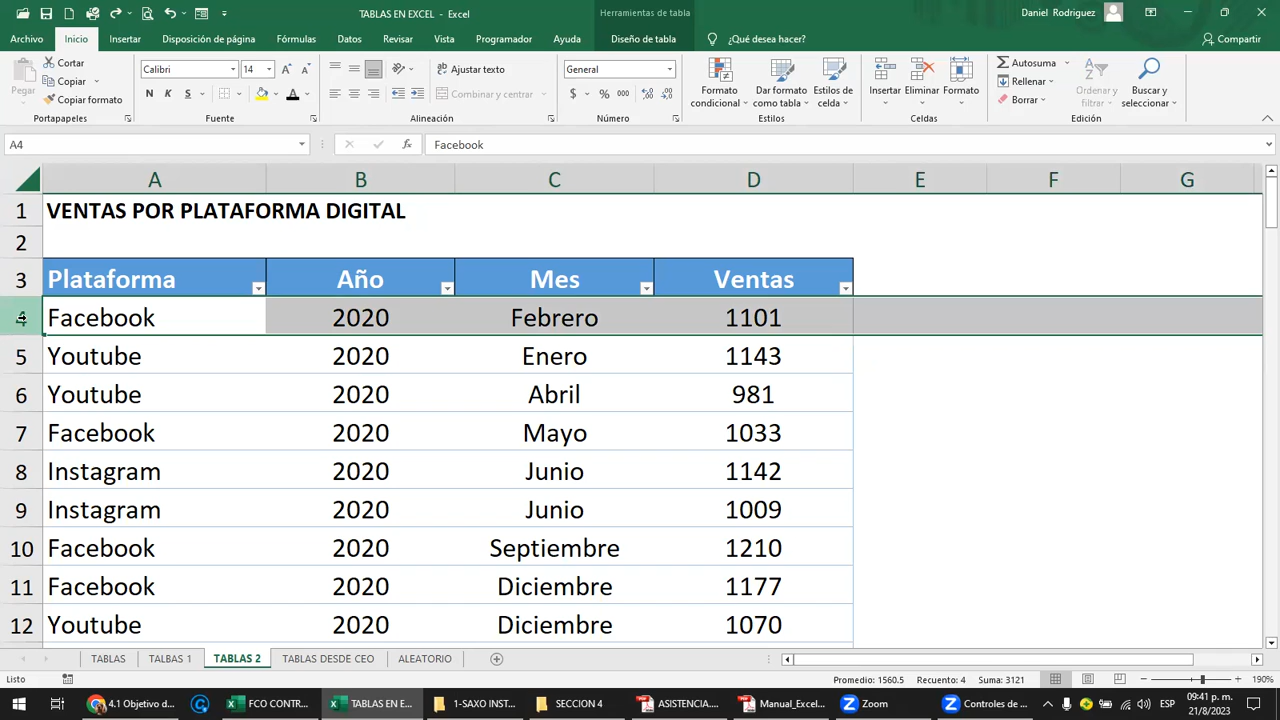 TABLAS EN EXCEL - Excel
Herramientas de tabla
Daniel Rodriguez
Archivo Inicio Insertar Disposición de página Fórmulas Datos Revisar Vista Programador Ayuda Diseño de tabla ¿Qué desea hacer? Compartir
Pegar
Cortar
Copiar
Copiar formato
Portapapeles
Calibri 14
N K S
Fuente
Ajustar texto
Combinar y centrar
Alineación
General
$ % 000
Número
Formato condicional
Dar formato como tabla
Estilos de celda
Estilos
Insertar Eliminar Formato
Celdas
Autosuma
Rellenar
Borrar
Ordenar y filtrar
Buscar y seleccionar
Edición
A4 fx Facebook
A B C D E F G
1 VENTAS POR PLATAFORMA DIGITAL
2
3 Plataforma Año Mes Ventas
4 Facebook 2020 Febrero 1101
5 Youtube 2020 Enero 1143
6 Youtube 2020 Abril 981
7 Facebook 2020 Mayo 1033
8 Instagram 2020 Junio 1142
9 Instagram 2020 Junio 1009
10 Facebook 2020 Septiembre 1210
11 Facebook 2020 Diciembre 1177
12 Youtube 2020 Diciembre 1070
TABLAS TALBAS 1 TABLAS 2 TABLAS DESDE CEO ALEATORIO
Listo Promedio: 1560.5 Recuento: 4 Suma: 3121 190%
4.1 Objetivo d... FCO CONTR... TABLAS EN E... 1-SAXO INST... SECCION 4 ASISTENCIA.... Manual_Exce... Zoom Controles de ... ESP 09:41 p. m.
21/8/2023